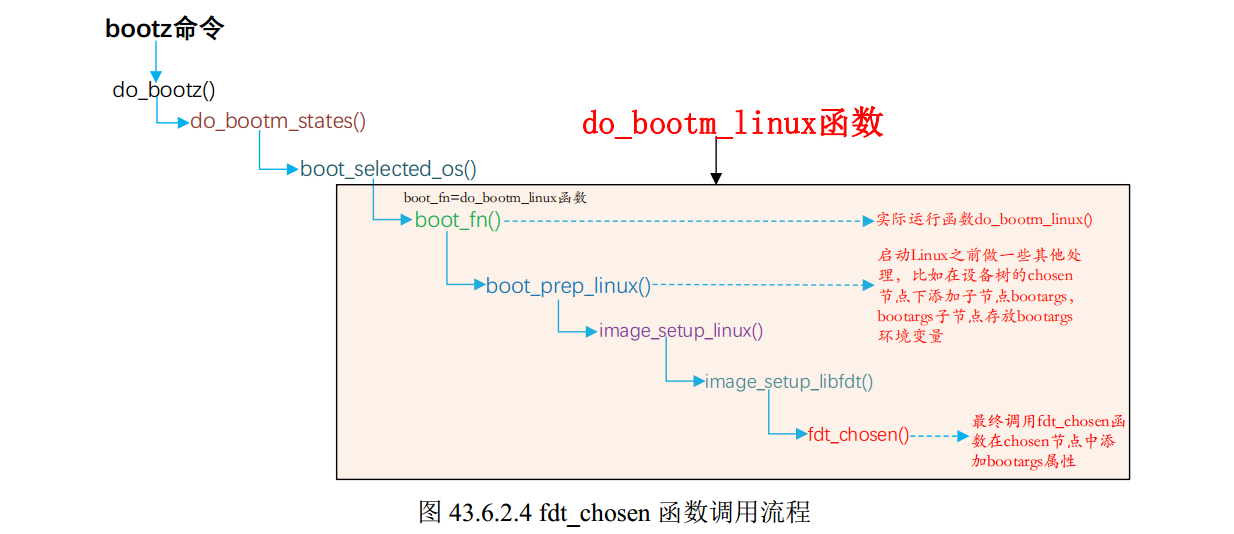 bootz命令
do_bootz()
do_bootm_states()
do_bootm_linux函数
boot_selected_os()
boot_fn=do_bootm_linux函数
boot_fn()
实际运行函数do_bootm_linux()
启动Linux之前做一些其他处
理，比如在设备树的chosen
节点下添加子节点bootargs，
bootargs子节点存放bootargs
环境变量
boot_prep_linux()
image_setup_linux()
image_setup_libfdt()
fdt_chosen()
最终调用fdt_chosen函
数在chosen节点中添
加bootargs属性
图 43.6.2.4 fdt_chosen 函数调用流程